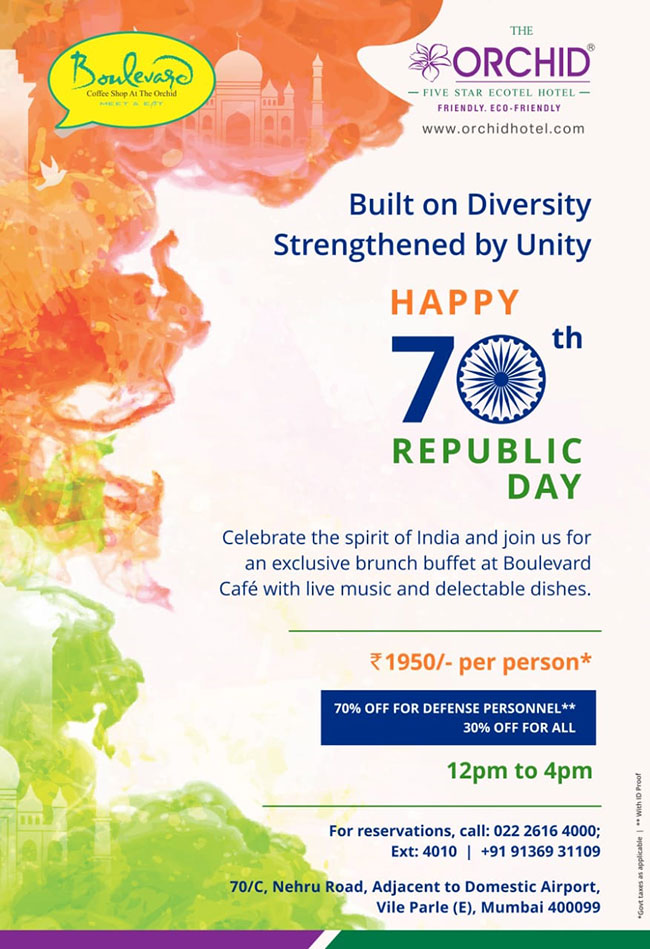 Boulevard
Coffee Shop At The Orchid
MEET & EAT
THE
ORCHID®
FIVE STAR ECOTEL HOTEL
FRIENDLY. ECO-FRIENDLY
www.orchidhotel.com
Built on Diversity
Strengthened by Unity
HAPPY
70th
REPUBLIC
DAY
Celebrate the spirit of India and join us for
an exclusive brunch buffet at Boulevard
Café with live music and delectable dishes.
₹1950/- per person*
70% OFF FOR DEFENSE PERSONNEL**
30% OFF FOR ALL
12pm to 4pm
For reservations, call: 022 2616 4000;
Ext: 4010 | +91 91369 31109
70/C, Nehru Road, Adjacent to Domestic Airport,
Vile Parle (E), Mumbai 400099
*Govt taxes as applicable | ** With ID Proof